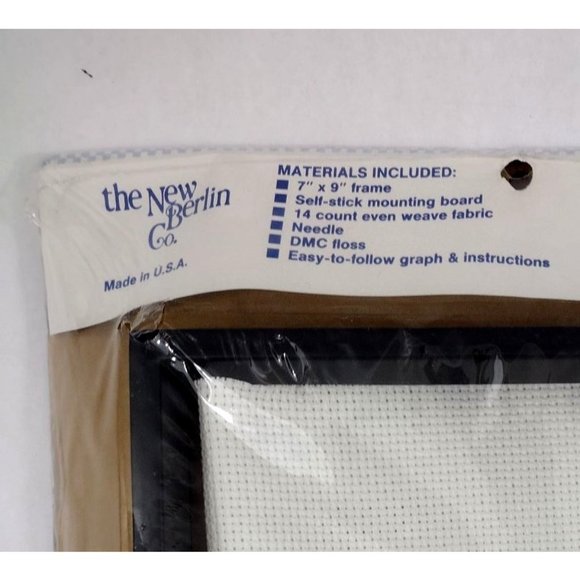 the New
Berlin
Co.
Made in U.S.A.
MATERIALS INCLUDED:
7" x 9" frame
Self-stick mounting board
14 count even weave fabric
Needle
DMC floss
Easy-to-follow graph & instructions